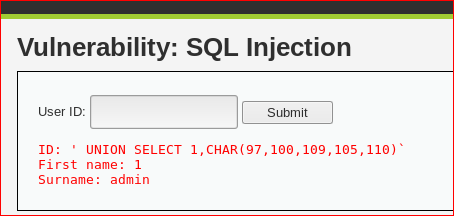 Vulnerability: SQL Injection
User ID: Submit
ID: ' UNION SELECT 1,CHAR(97,100,109,105,110)`
First name: 1
Surname: admin